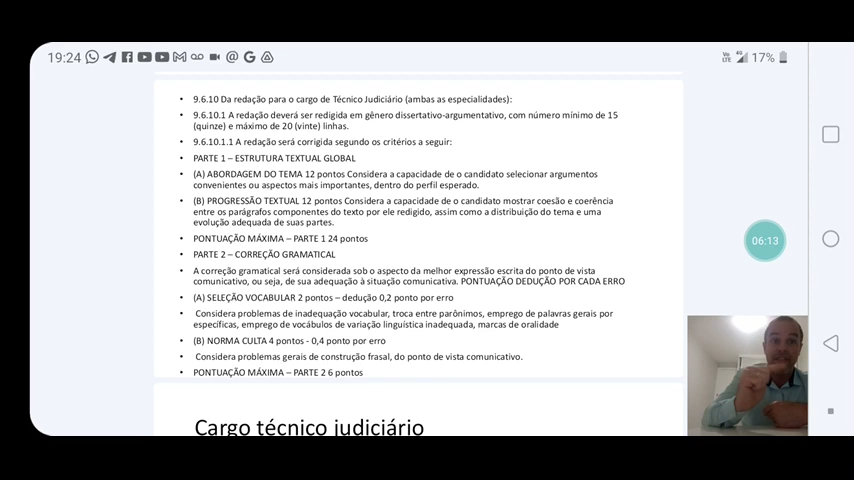 19:24
Vo LTE 4G 17%
• 9.6.10 Da redação para o cargo de Técnico Judiciário (ambas as especialidades):
• 9.6.10.1 A redação deverá ser redigida em gênero dissertativo-argumentativo, com número mínimo de 15
(quinze) e máximo de 20 (vinte) linhas.
• 9.6.10.1.1 A redação será corrigida segundo os critérios a seguir:
• PARTE 1 – ESTRUTURA TEXTUAL GLOBAL
• (A) ABORDAGEM DO TEMA 12 pontos Considera a capacidade de o candidato selecionar argumentos
convenientes ou aspectos mais importantes, dentro do perfil esperado.
• (B) PROGRESSÃO TEXTUAL 12 pontos Considera a capacidade de o candidato mostrar coesão e coerência
entre os parágrafos componentes do texto por ele redigido, assim como a distribuição do tema e uma
evolução adequada de suas partes.
• PONTUAÇÃO MÁXIMA – PARTE 1 24 pontos
• PARTE 2 – CORREÇÃO GRAMATICAL
• A correção gramatical será considerada sob o aspecto da melhor expressão escrita do ponto de vista
comunicativo, ou seja, de sua adequação à situação comunicativa. PONTUAÇÃO DEDUÇÃO POR CADA ERRO
• (A) SELEÇÃO VOCABULAR 2 pontos – dedução 0,2 ponto por erro
• Considera problemas de inadequação vocabular, troca entre parônimos, emprego de palavras gerais por
específicas, emprego de vocábulos de variação linguística inadequada, marcas de oralidade
• (B) NORMA CULTA 4 pontos - 0,4 ponto por erro
• Considera problemas gerais de construção frasal, do ponto de vista comunicativo.
• PONTUAÇÃO MÁXIMA – PARTE 2 6 pontos
Cargo técnico judiciário
06:13